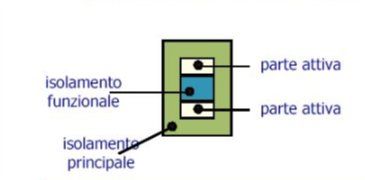 parte attiva
isolamento
funzionale
parte attiva
isolamento
principale